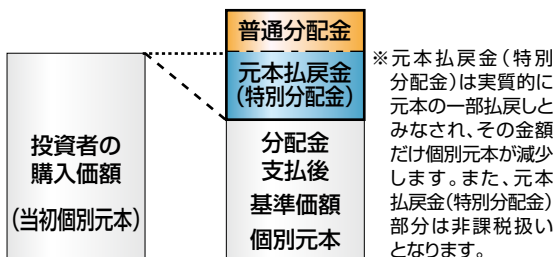 普通分配金
元本払戻金
(特別分配金)
投資者の
購入価額
(当初個別元本)
分配金
支払後
基準価額
個別元本
※元本払戻金(特別
分配金)は実質的に
元本の一部払戻しと
みなされ、その金額
だけ個別元本が減少
します。また、元本
払戻金(特別分配金)
部分は非課税扱い
となります。